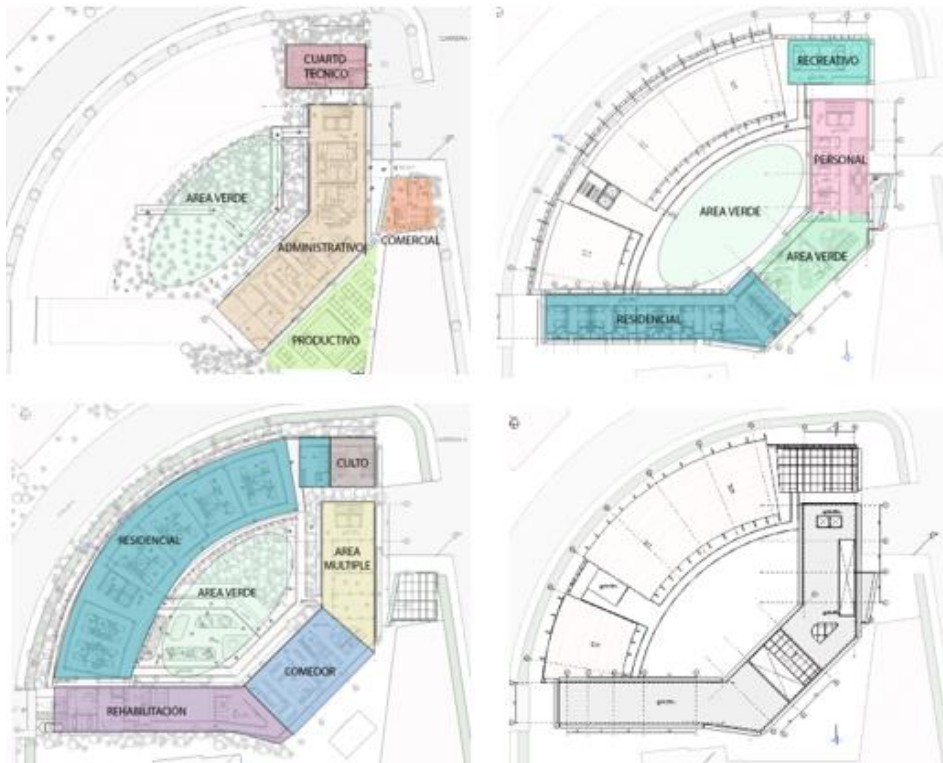 CUARTO
TECNICO
AREA VERDE
ADMINISTRATIVO
COMERCIAL
PRODUCTIVO
RECREATIVO
PERSONAL
AREA VERDE
AREA VERDE
RESIDENCIAL
CULTO
RESIDENCIAL
AREA
MULTIPLE
AREA VERDE
COMEDOR
REHABILITACIÓN